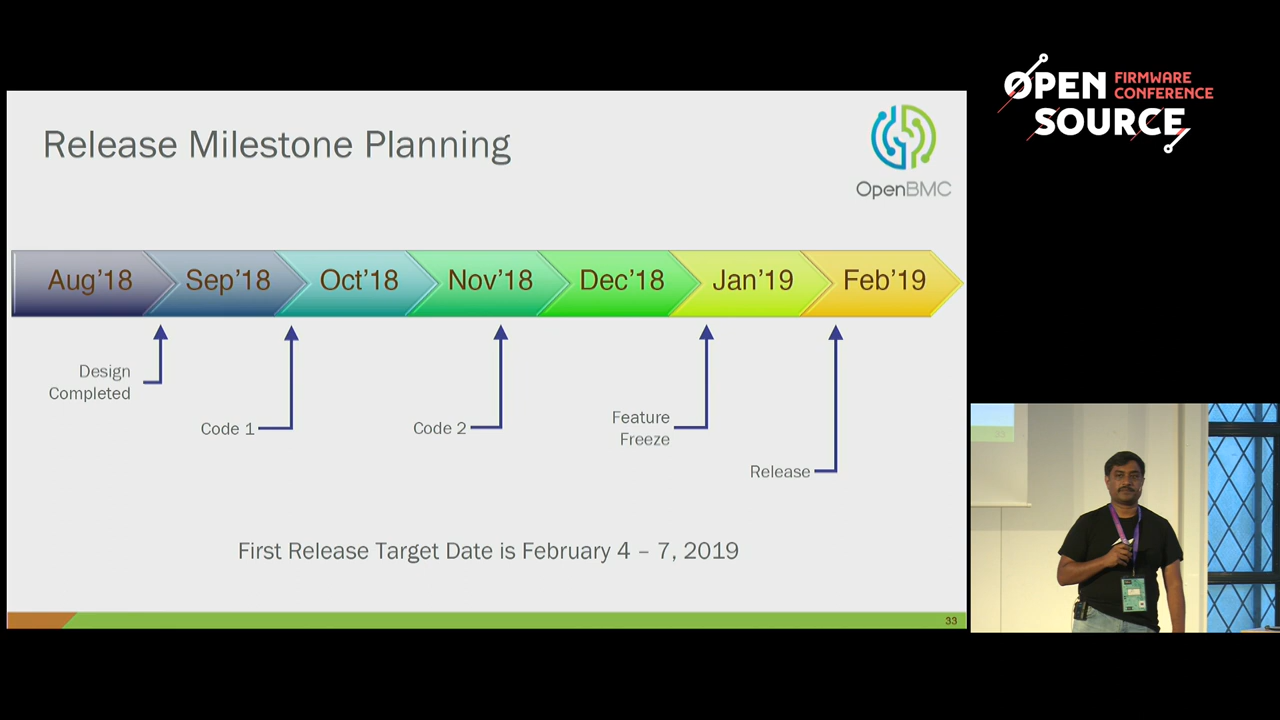 OPEN FIRMWARE
CONFERENCE
SOURCE
Release Milestone Planning
OpenBMC
Aug'18 Sep'18 Oct'18 Nov'18 Dec'18 Jan'19 Feb'19
Design
Completed
Code 1
Code 2
Feature
Freeze
Release
First Release Target Date is February 4 – 7, 2019
33